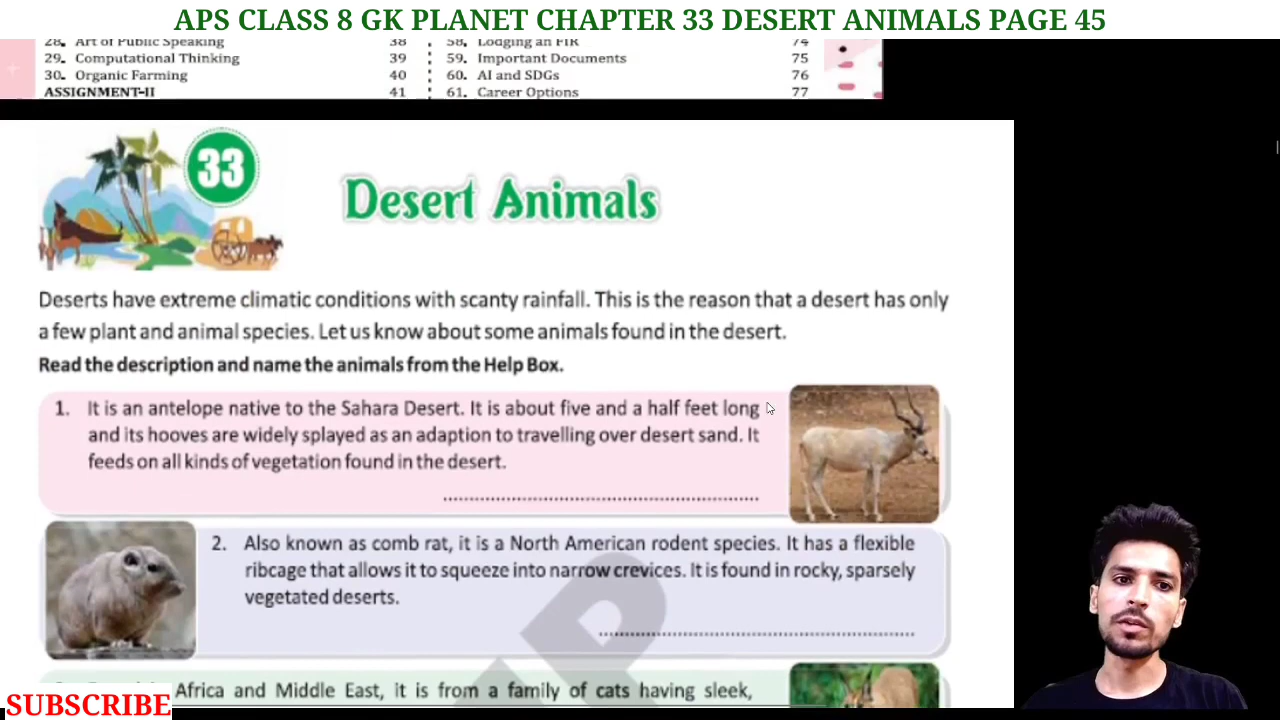 APS CLASS 8 GK PLANET CHAPTER 33 DESERT ANIMALS PAGE 45
28. Art of Public Speaking 38 58. Lodging an FIR 74
29. Computational Thinking 39 59. Important Documents 75
30. Organic Farming 40 60. AI and SDGs 76
ASSIGNMENT-II 41 61. Career Options 77
33
Desert Animals
Deserts have extreme climatic conditions with scanty rainfall. This is the reason that a desert has only
a few plant and animal species. Let us know about some animals found in the desert.
Read the description and name the animals from the Help Box.
1. It is an antelope native to the Sahara Desert. It is about five and a half feet long
and its hooves are widely splayed as an adaption to travelling over desert sand. It
feeds on all kinds of vegetation found in the desert.
2. Also known as comb rat, it is a North American rodent species. It has a flexible
ribcage that allows it to squeeze into narrow crevices. It is found in rocky, sparsely
vegetated deserts.
Africa and Middle East, it is from a family of cats having sleek,
SUBSCRIBE